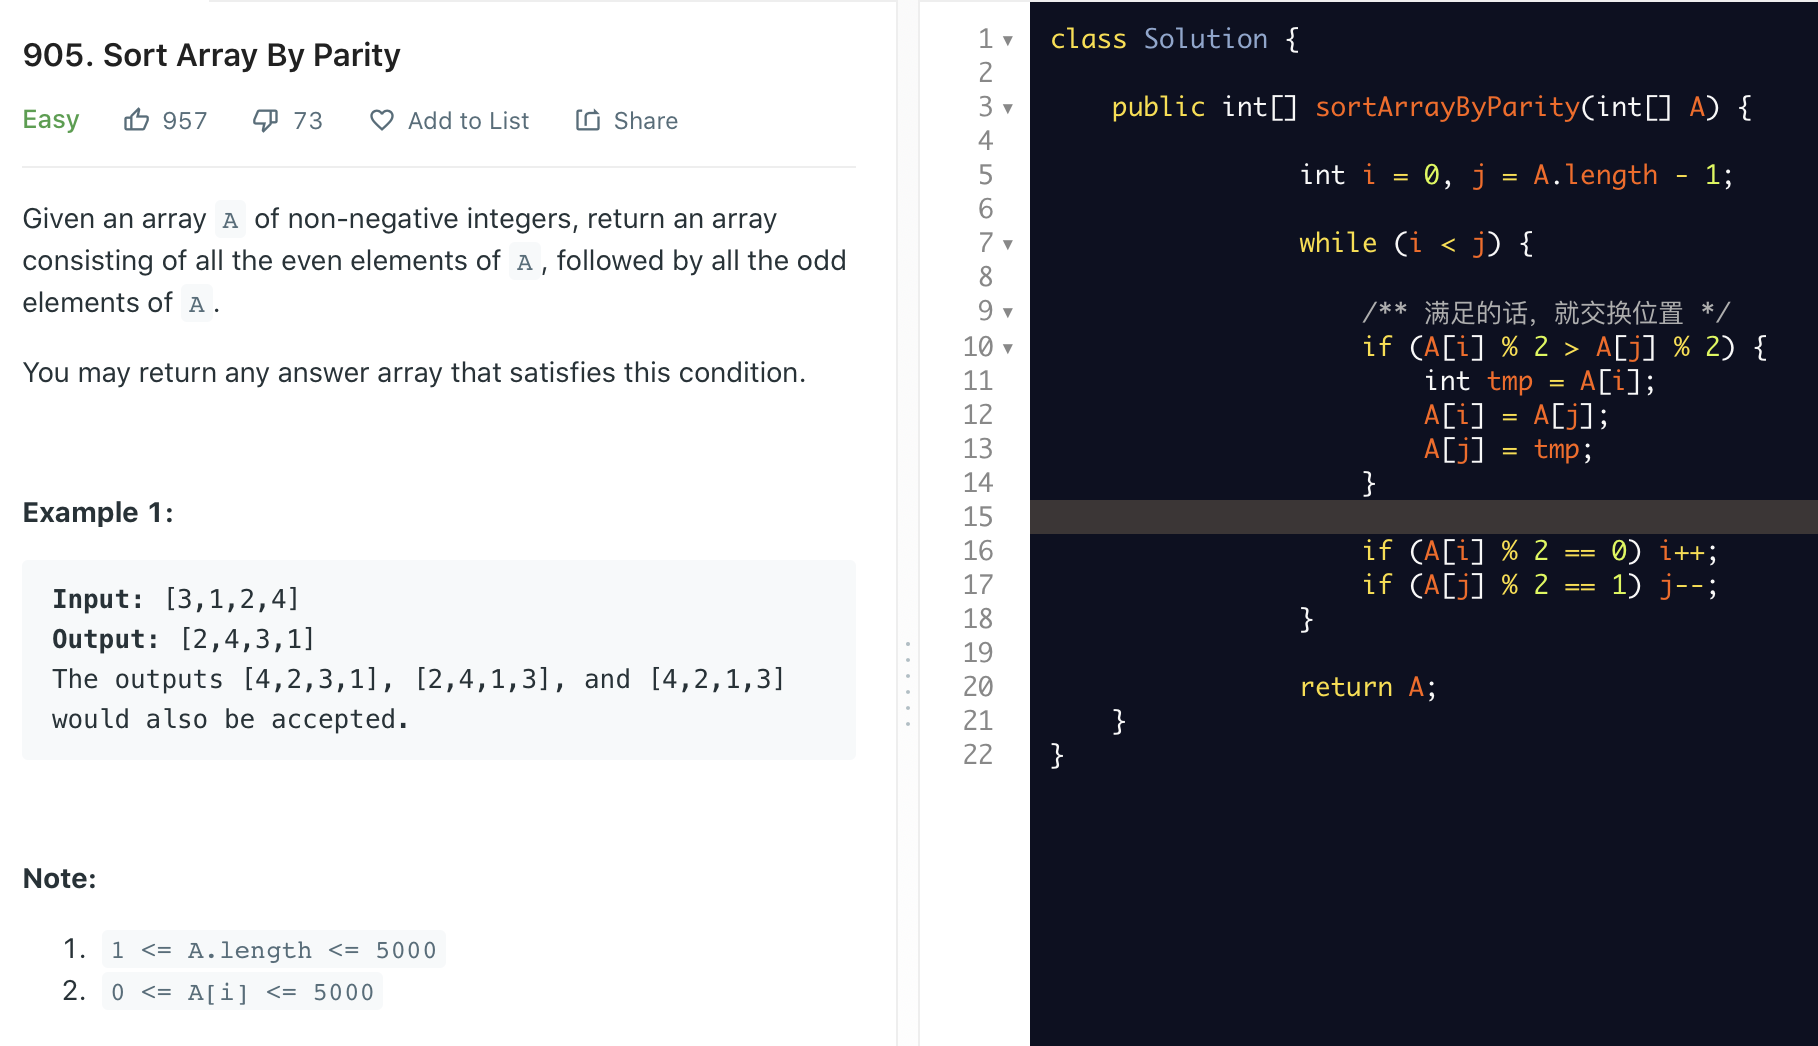 905. Sort Array By Parity
Easy 957 73 Add to List Share
Given an array A of non-negative integers, return an array
consisting of all the even elements of A, followed by all the odd
elements of A.
You may return any answer array that satisfies this condition.
Example 1:
Input: [3,1,2,4]
Output: [2,4,3,1]
The outputs [4,2,3,1], [2,4,1,3], and [4,2,1,3]
would also be accepted.
Note:
1. 1 <= A.length <= 5000
2. 0 <= A[i] <= 5000
1 class Solution {
2
3     public int[] sortArrayByParity(int[] A) {
4
5                 int i = 0, j = A.length - 1;
6
7                 while (i < j) {
8
9                     /** 满足的话，就交换位置 */
10                     if (A[i] % 2 > A[j] % 2) {
11                         int tmp = A[i];
12                         A[i] = A[j];
13                         A[j] = tmp;
14                     }
15
16                     if (A[i] % 2 == 0) i++;
17                     if (A[j] % 2 == 1) j--;
18                 }
19
20                 return A;
21     }
22 }